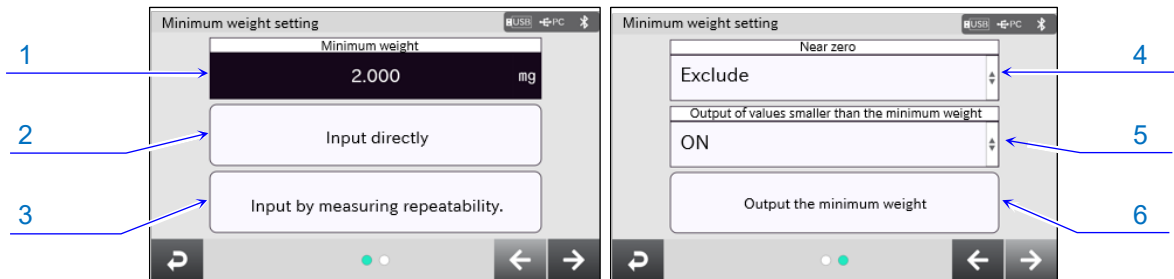 Minimum weight setting
USB PC
Minimum weight
2.000 mg
Input directly
Input by measuring repeatability.
1
2
3
Minimum weight setting
USB PC
Near zero
Exclude
Output of values smaller than the minimum weight
ON
Output the minimum weight
4
5
6